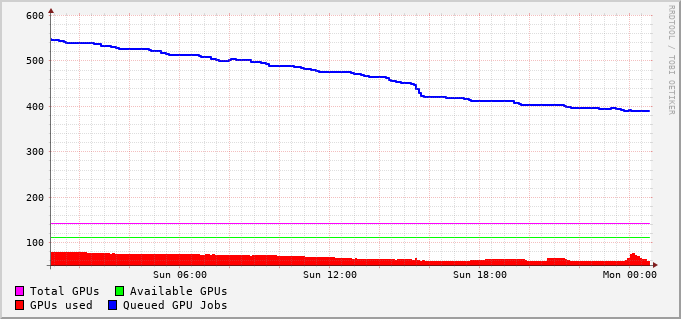 600
500
400
300
200
100
Sun 06:00 Sun 12:00 Sun 18:00 Mon 00:00
Total GPUs Available GPUs
GPUs used Queued GPU Jobs
RRDTOOL / TOBI OETIKER